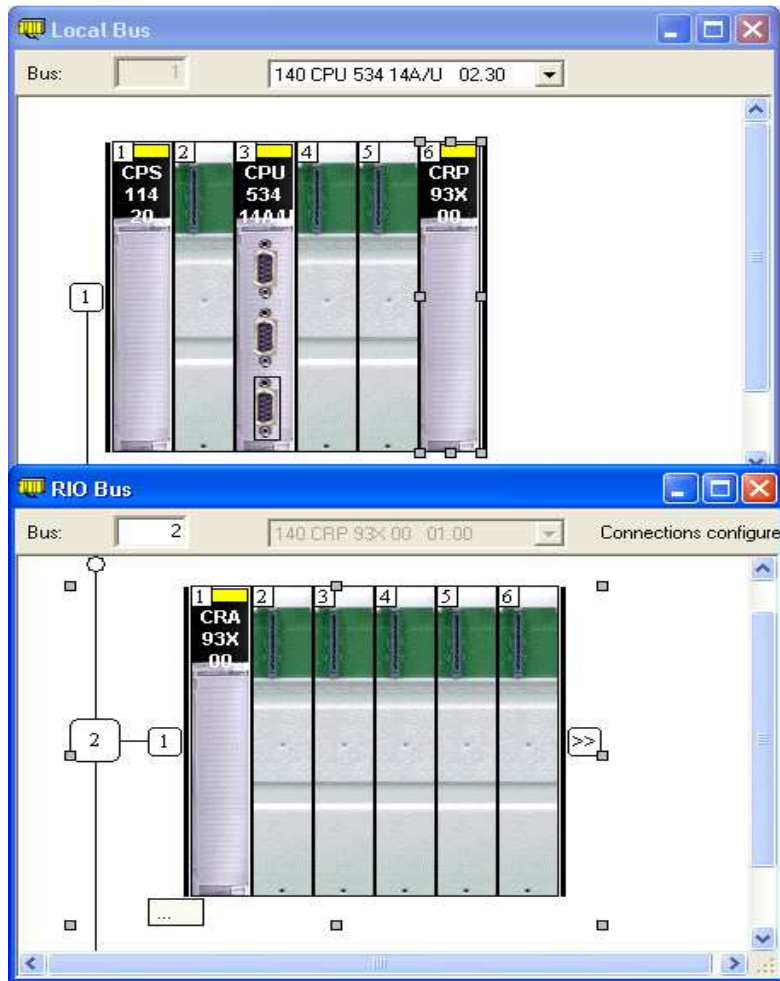 Local Bus
Bus: 1 140 CPU 534 14A/U 02.30
1 2 3 4 5 6
CPS CPU CRP
114 534 93X
20 14A/U 00
1
RIO Bus
Bus: 2 140 CRP 93X 00 01.00 Connections configure
1 2 3 4 5 6
CRA
93X
00
2 1 >>
...